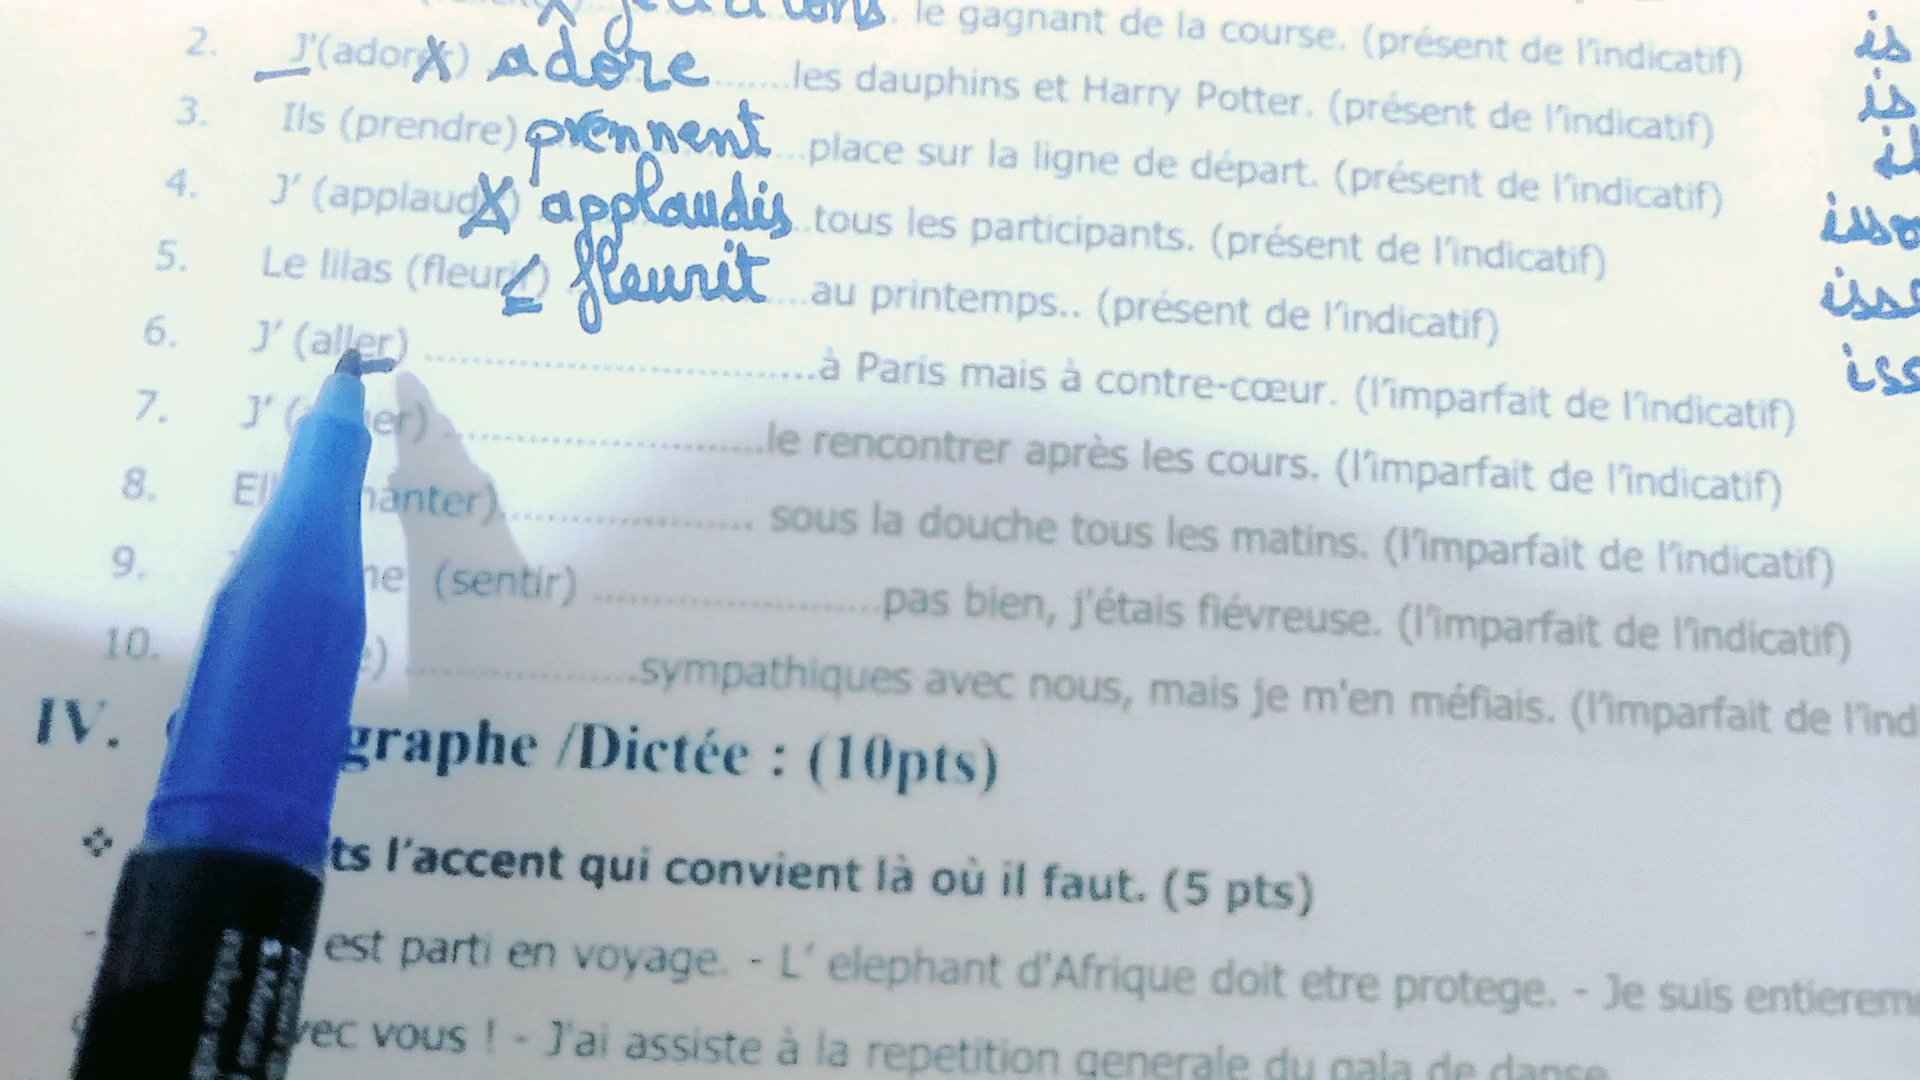 le gagnant de la course. (présent de l'indicatif) is
2. J'(ador) adore ........les dauphins et Harry Potter. (présent de l'indicatif) is
3. Ils (prendre) prennent ...place sur la ligne de départ. (présent de l'indicatif)
4. J' (applaud) applaudis ..tous les participants. (présent de l'indicatif)
5. Le lilas (fleurir) fleurit ....au printemps.. (présent de l'indicatif)
6. J' (aller) ........................................à Paris mais à contre-cœur. (l'imparfait de l'indicatif)
7. J' ( er) .................................le rencontrer après les cours. (l'imparfait de l'indicatif)
8. hanter)......................... sous la douche tous les matins. (l'imparfait de l'indicatif)
9. (sentir) .............................pas bien, j'étais fiévreuse. (l'imparfait de l'indicatif)
10. .......................sympathiques avec nous, mais je m'en méfiais. (l'imparfait de l'ind
IV. graphe /Dictée : (10pts)
❖ ts l'accent qui convient là où il faut. (5 pts)
- est parti en voyage. - L' elephant d'Afrique doit etre protege. - Je suis entierem
vec vous ! - J'ai assiste à la repetition generale du gala de danse